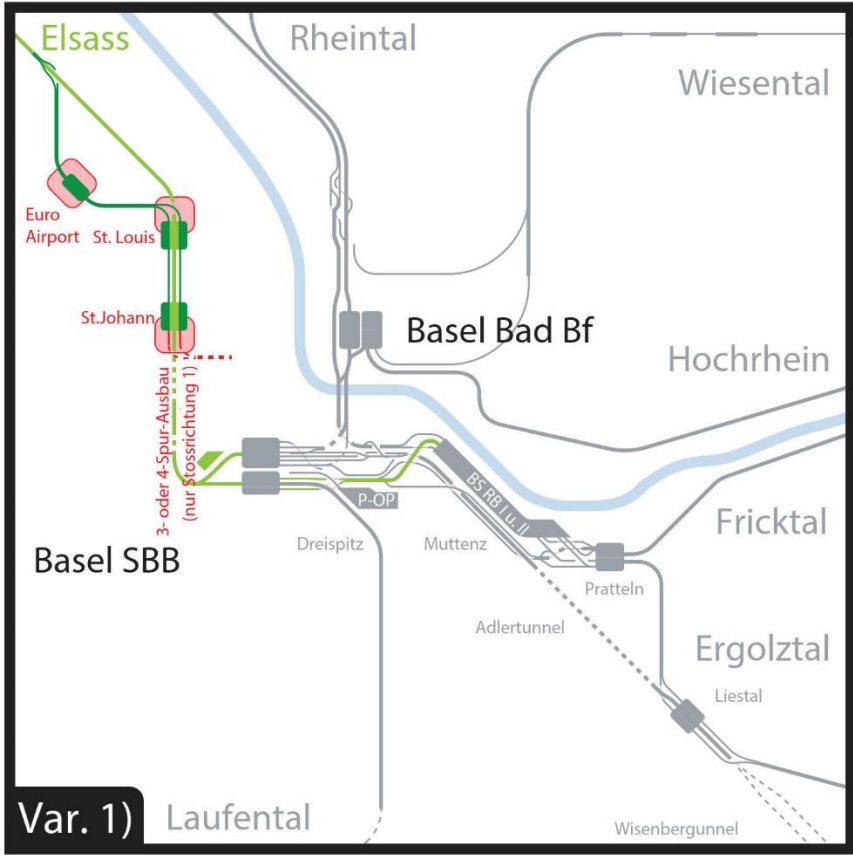 Elsass
Rheintal
Wiesental
Euro
Airport
St. Louis
St.Johann
Basel Bad Bf
Hochrhein
3- oder 4-Spur-Ausbau
(nur Stossrichtung 1)
P-OP
BS RB I u. II
Fricktal
Dreispitz
Muttenz
Basel SBB
Pratteln
Adlertunnel
Ergolztal
Liestal
Var. 1)
Laufental
Wisenbergunnel